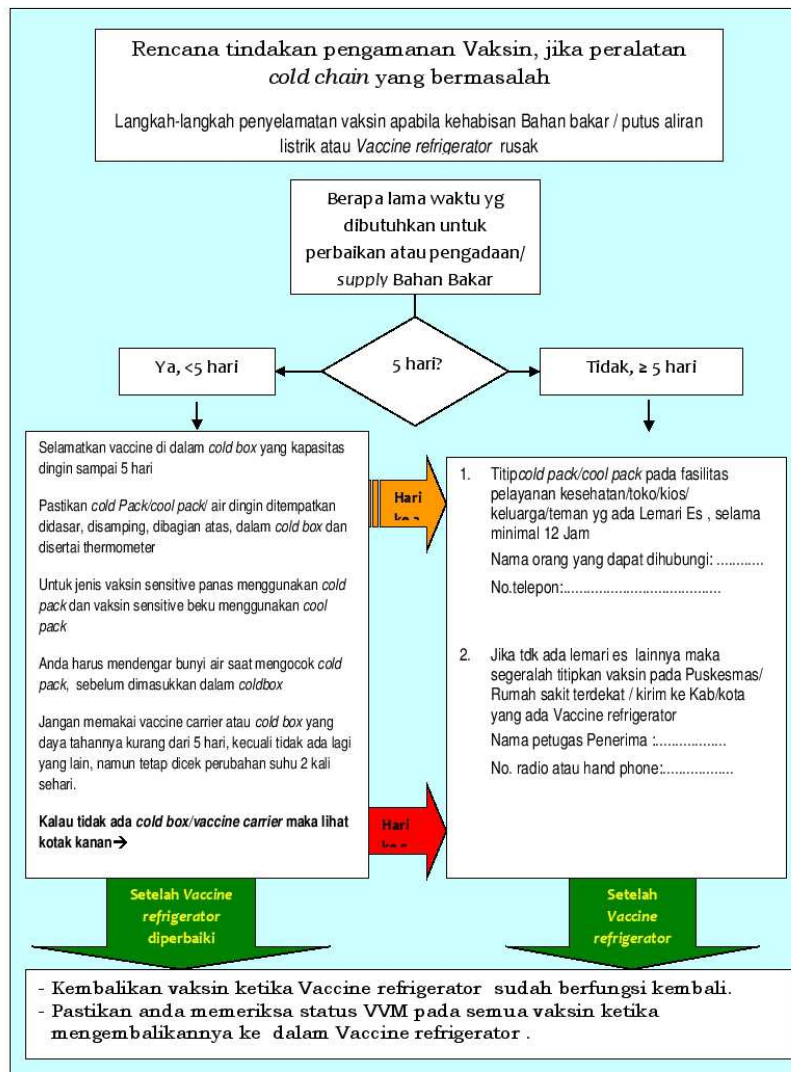 Rencana tindakan pengamanan Vaksin, jika peralatan
cold chain yang bermasalah
Langkah-langkah penyelamatan vaksin apabila kehabisan Bahan bakar / putus aliran
listrik atau Vaccine refrigerator rusak
Berapa lama waktu yg
dibutuhkan untuk
perbaikan atau pengadaan/
supply Bahan Bakar
5 hari?
Ya, <5 hari
Tidak, ≥ 5 hari
Selamatkan vaccine di dalam cold box yang kapasitas
dingin sampai 5 hari
Pastikan cold Pack/cool pack/ air dingin ditempatkan
didasar, disamping, dibagian atas, dalam cold box dan
disertai thermometer
Untuk jenis vaksin sensitive panas menggunakan cold
pack dan vaksin sensitive beku menggunakan cool
pack
Anda harus mendengar bunyi air saat mengocok cold
pack, sebelum dimasukkan dalam coldbox
Jangan memakai vaccine carrier atau cold box yang
daya tahannya kurang dari 5 hari, kecuali tidak ada lagi
yang lain, namun tetap dicek perubahan suhu 2 kali
sehari.
Kalau tidak ada cold box/vaccine carrier maka lihat
kotak kanan→
Hari
Hari
1. Titipcold pack/cool pack pada fasilitas
pelayanan kesehatan/toko/kios/
keluarga/teman yg ada Lemari Es , selama
minimal 12 Jam
Nama orang yang dapat dihubungi: ............
No.telepon:.......................................
2. Jika tdk ada lemari es lainnya maka
segeralah titipkan vaksin pada Puskesmas/
Rumah sakit terdekat / kirim ke Kab/kota
yang ada Vaccine refrigerator
Nama petugas Penerima :..................
No. radio atau hand phone:..................
Setelah Vaccine
refrigerator
diperbaiki
Setelah
Vaccine
refrigerator
- Kembalikan vaksin ketika Vaccine refrigerator sudah berfungsi kembali.
- Pastikan anda memeriksa status VVM pada semua vaksin ketika
mengembalikannya ke dalam Vaccine refrigerator .